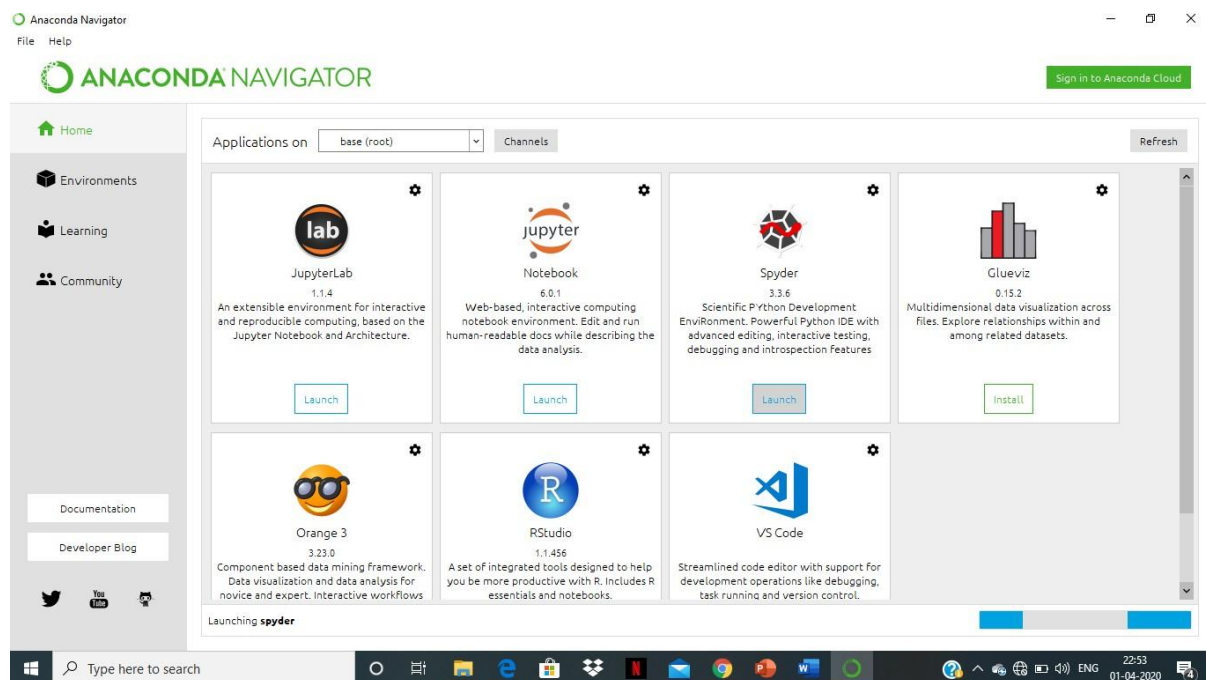 Anaconda Navigator
File Help
ANACONDA NAVIGATOR
Sign in to Anaconda Cloud
Home
Environments
Learning
Community
Documentation
Developer Blog
You
Tube
Applications on base (root) Channels Refresh
lab
JupyterLab
1.1.4
An extensible environment for interactive
and reproducible computing, based on the
Jupyter Notebook and Architecture.
Launch
jupyter
Notebook
6.0.1
Web-based, interactive computing
notebook environment. Edit and run
human-readable docs while describing the
data analysis.
Launch
Spyder
3.3.6
Scientific PYthon Development
EnviRonment. Powerful Python IDE with
advanced editing, interactive testing,
debugging and introspection features
Launch
Glueviz
0.15.2
Multidimensional data visualization across
files. Explore relationships within and
among related datasets.
Install
Orange 3
3.23.0
Component based data mining framework.
Data visualization and data analysis for
novice and expert. Interactive workflows
R
RStudio
1.1.456
A set of integrated tools designed to help
you be more productive with R. Includes R
essentials and notebooks.
VS Code
Streamlined code editor with support for
development operations like debugging,
task running and version control.
Launching spyder
Type here to search
N
ENG
22:53
01-04-2020